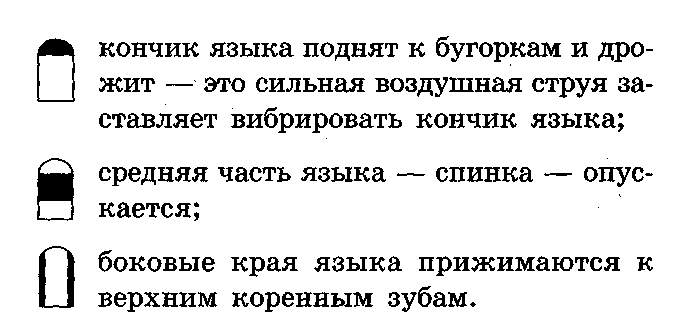 кончик языка поднят к бугоркам и дро-
жит — это сильная воздушная струя за-
ставляет вибрировать кончик языка;
средняя часть языка — спинка — опус-
кается;
боковые края языка прижимаются к
верхним коренным зубам.